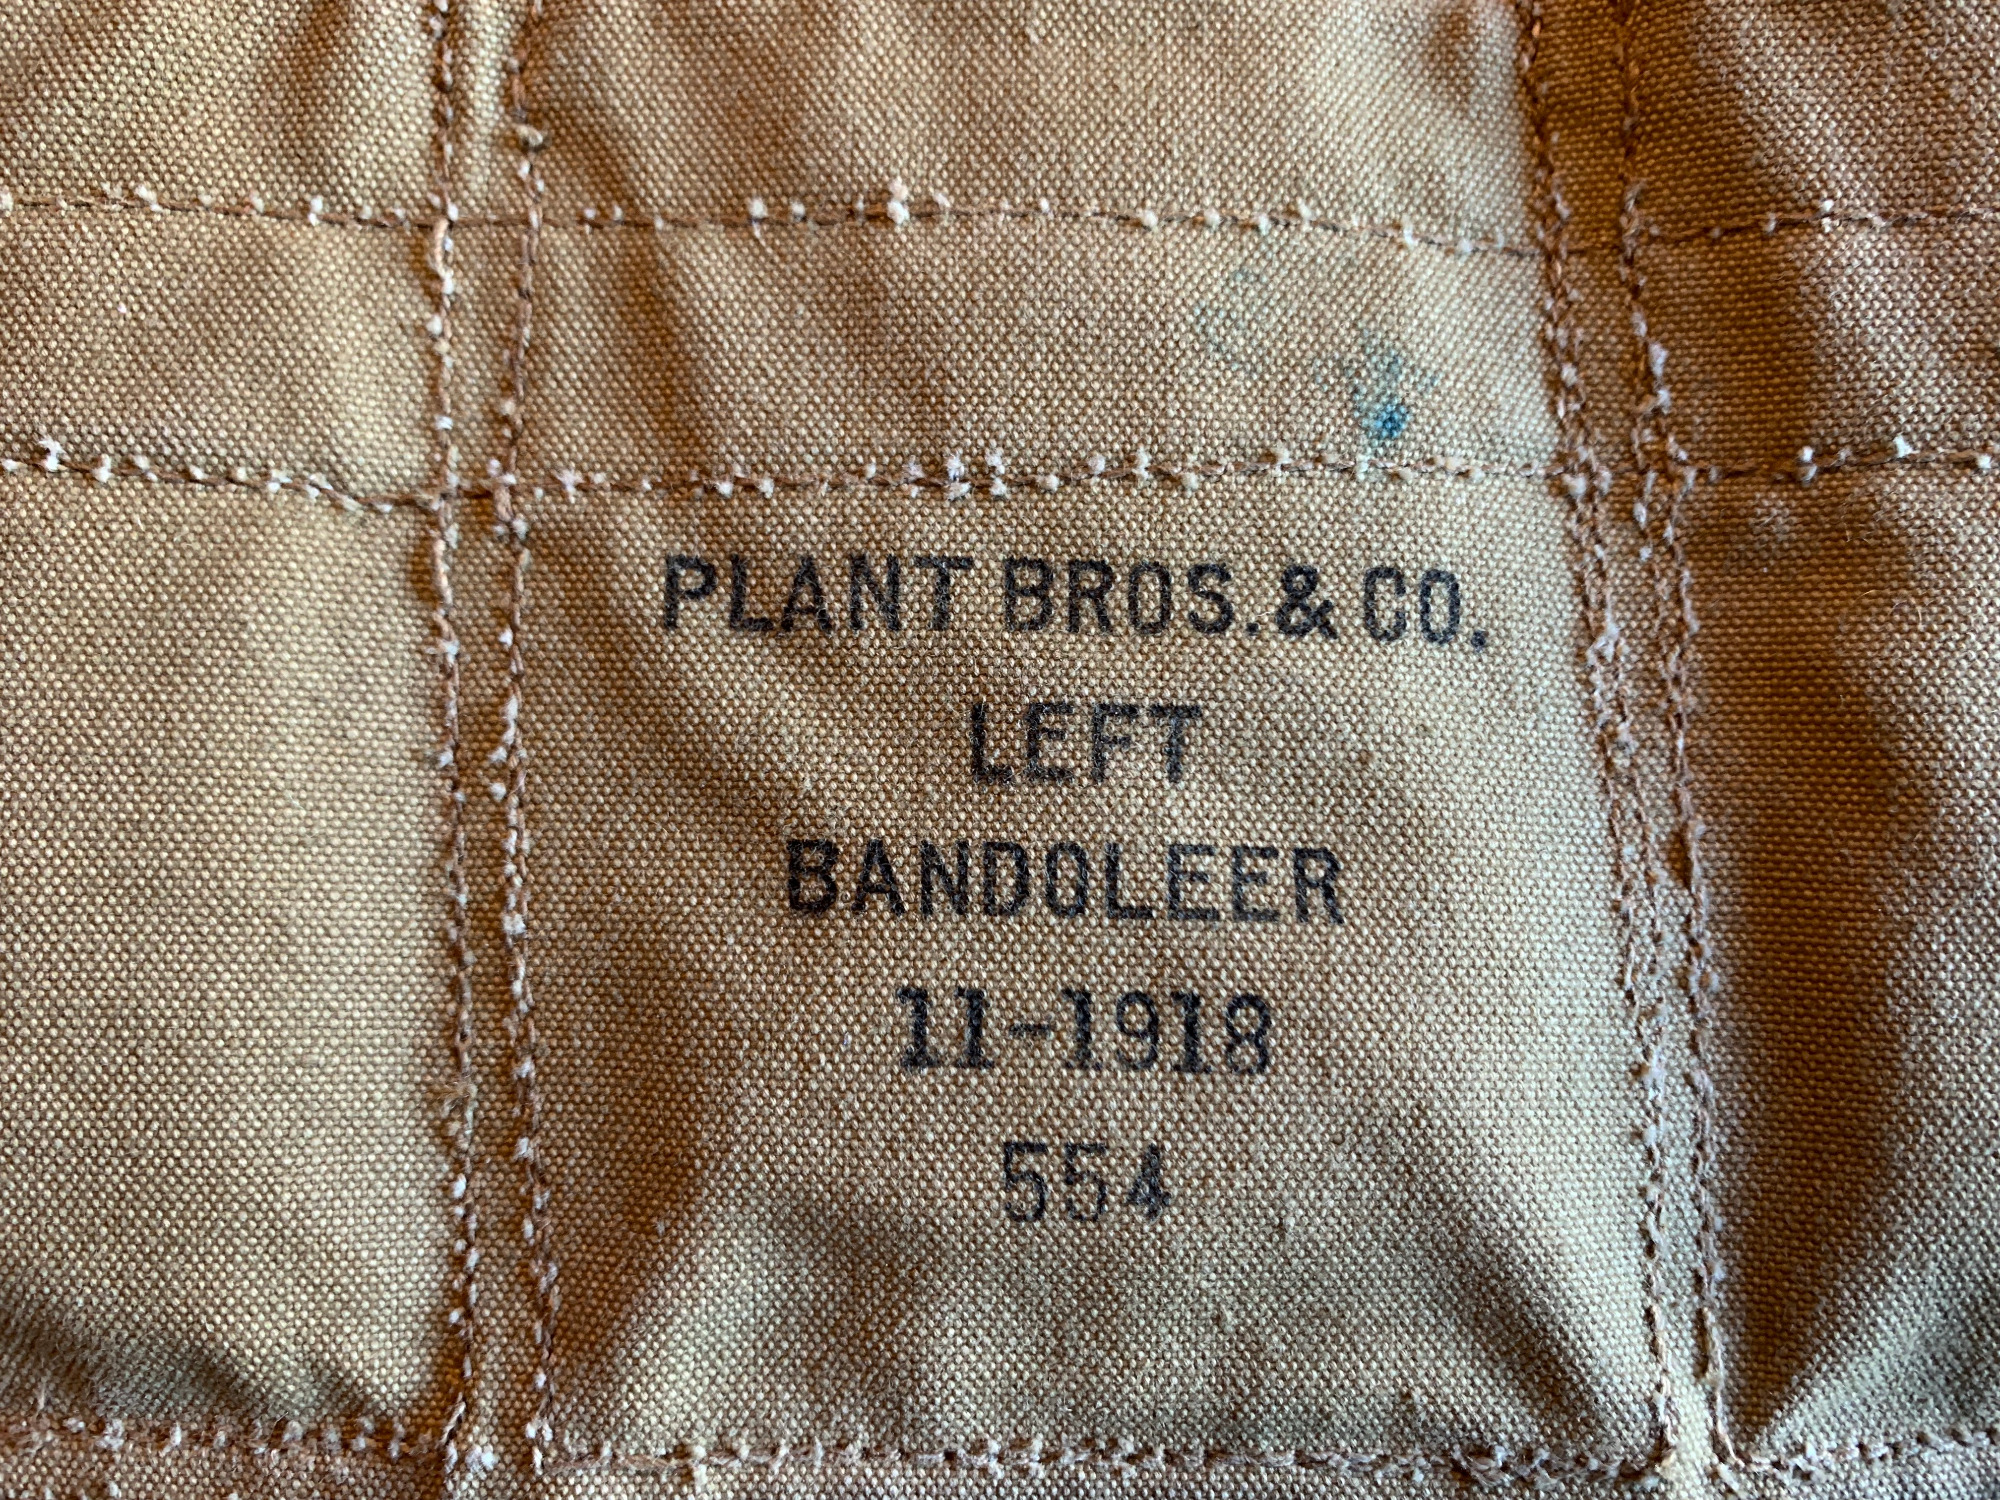 PLANT BROS. & CO.
LEFT
BANDOLEER
11-1918
554